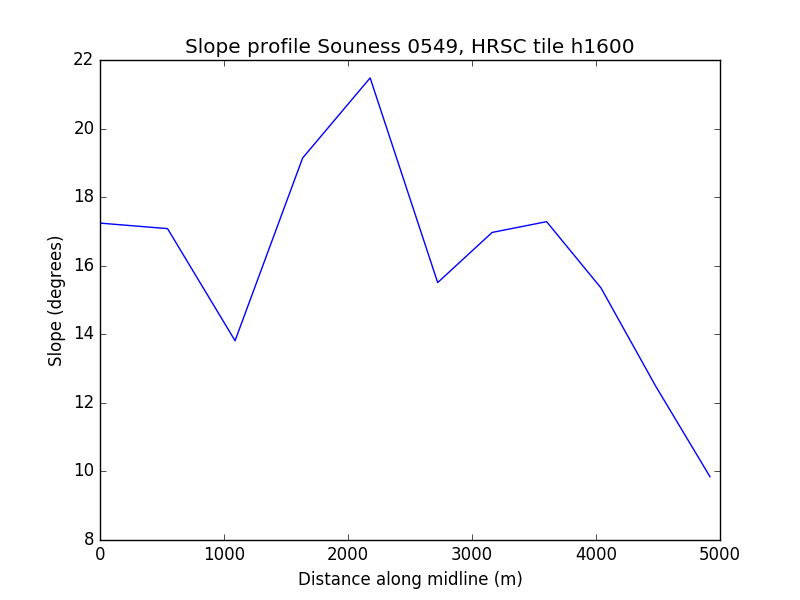 Slope profile Souness 0549, HRSC tile h1600
22
20
18
16
14
12
10
8
Slope (degrees)
0 1000 2000 3000 4000 5000
Distance along midline (m)